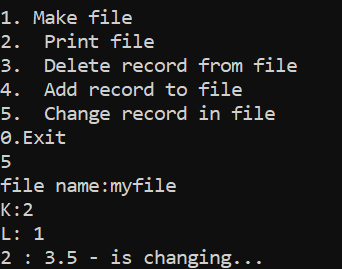 1. Make file
2.  Print file
3.  Delete record from file
4.  Add record to file
5.  Change record in file
0.Exit
5
file name:myfile
K:2
L: 1
2 : 3.5 - is changing...